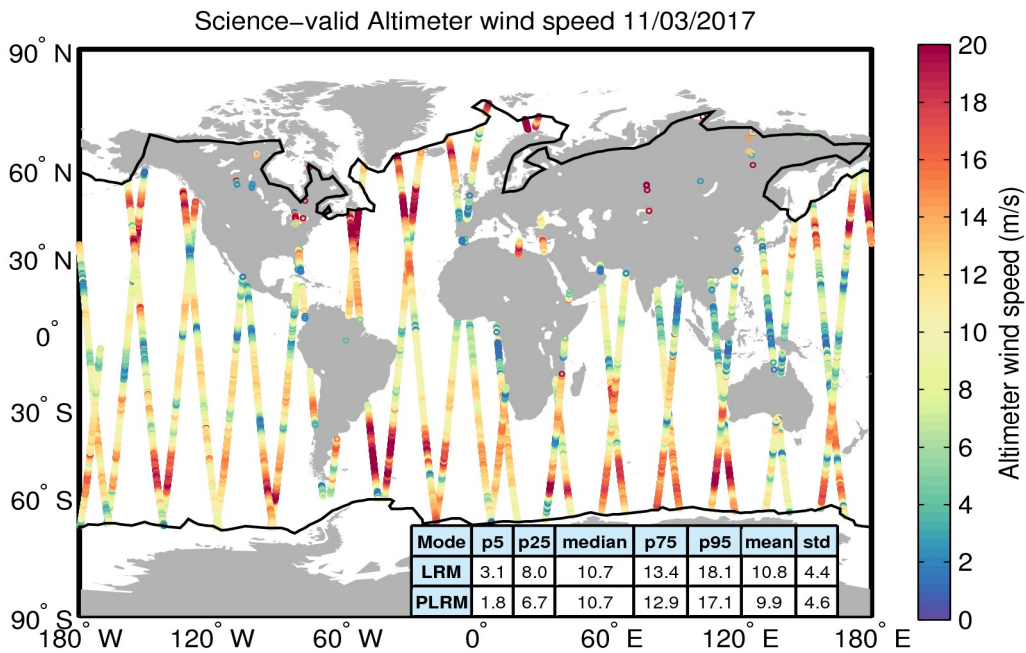 Science-valid Altimeter wind speed 11/03/2017
90° N
60° N
30° N
0°
30° S
60° S
90° S
180° W
120° W
60° W
0°
60° E
120° E
180° E
Mode p5 p25 median p75 p95 mean std
LRM 3.1 8.0 10.7 13.4 18.1 10.8 4.4
PLRM 1.8 6.7 10.7 12.9 17.1 9.9 4.6
20
18
16
14
12
10
8
6
4
2
0
Altimeter wind speed (m/s)